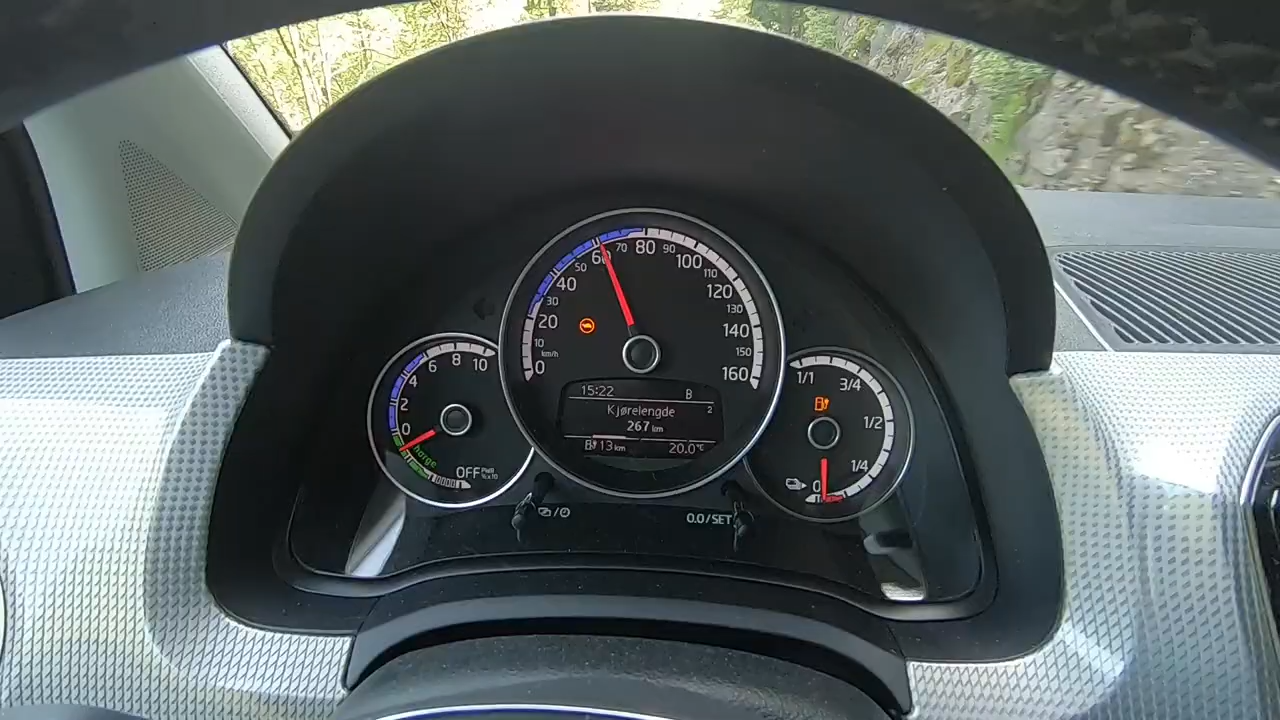 0 10 20 30 40 50 60 70 80 90 100 110 120 130 140 150 160
km/h
0 2 4 6 8 10
OFF
15:22 B
Kjørelengde 2
267 km
13 km 20.0°C
1/1 3/4 1/2 1/4 0
0.0/SET